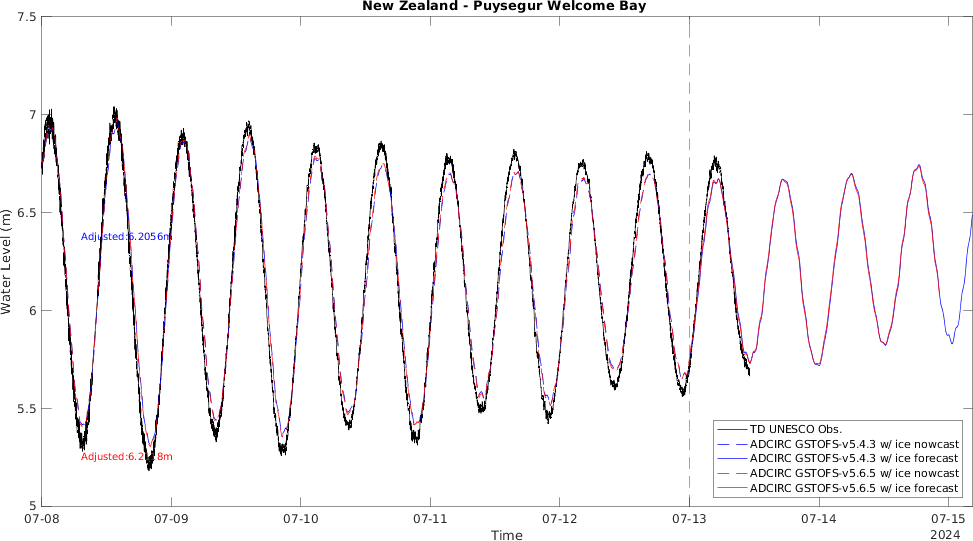 New Zealand - Puysegur Welcome Bay
7.5
7
6.5
6
5.5
5
Water Level (m)
Adjusted:6.2056m
Adjusted:
TD UNESCO Obs.
ADCIRC GSTOFS-v5.4.3 w/ ice nowcast
ADCIRC GSTOFS-v5.4.3 w/ ice forecast
ADCIRC GSTOFS-v5.6.5 w/ ice nowcast
ADCIRC GSTOFS-v5.6.5 w/ ice forecast
07-08 07-09 07-10 07-11 07-12 07-13 07-14 07-15
Time
2024